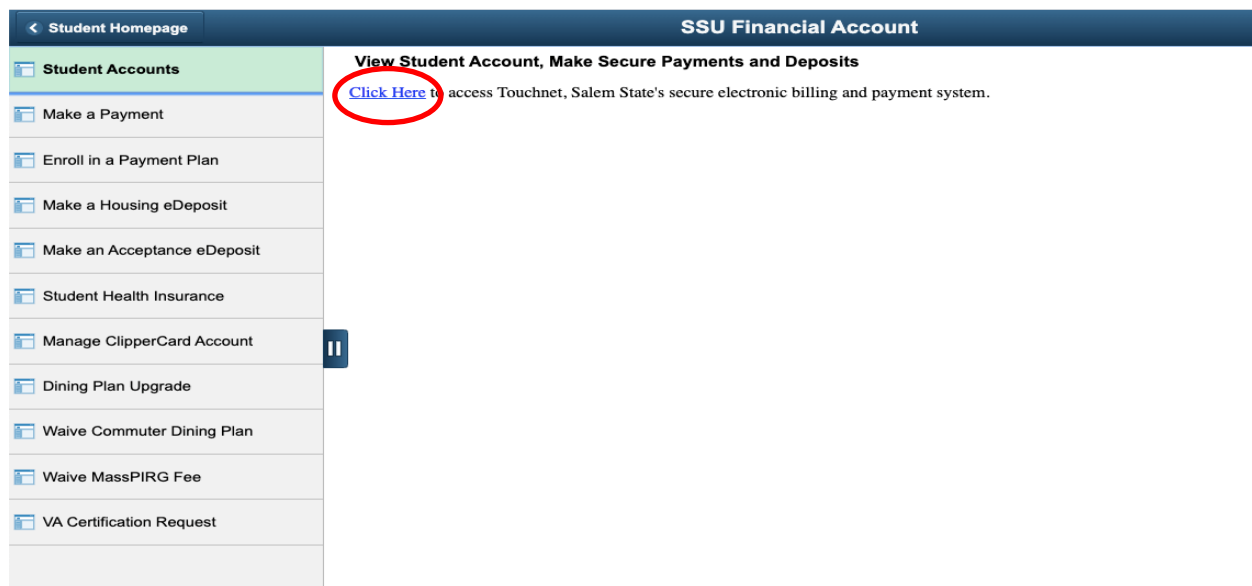 Student Homepage
SSU Financial Account
Student Accounts
Make a Payment
Enroll in a Payment Plan
Make a Housing eDeposit
Make an Acceptance eDeposit
Student Health Insurance
Manage ClipperCard Account
Dining Plan Upgrade
Waive Commuter Dining Plan
Waive MassPIRG Fee
VA Certification Request
View Student Account, Make Secure Payments and Deposits
Click Here to access Touchnet, Salem State's secure electronic billing and payment system.